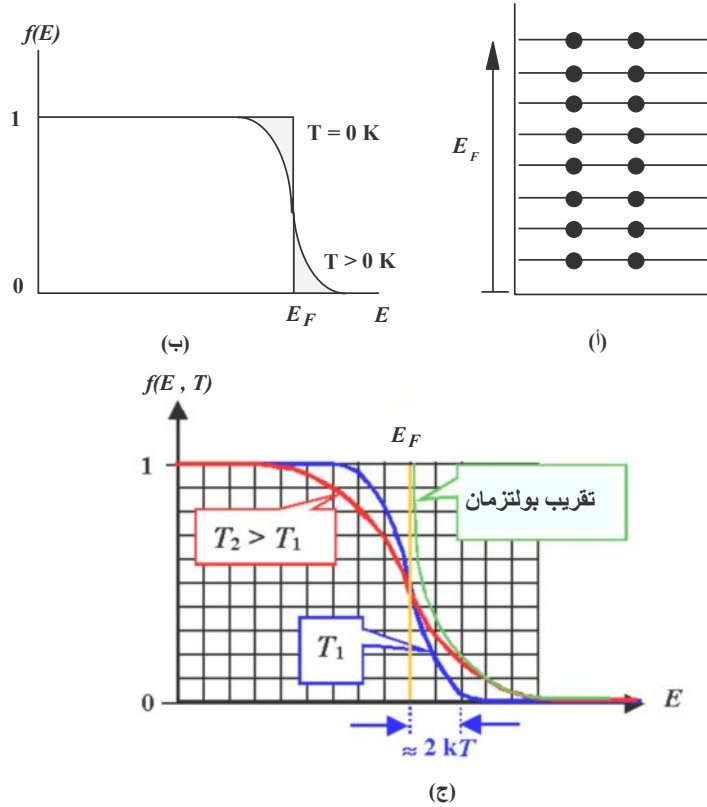 f(E)
1
T = 0 K
T > 0 K
0
E_F
E
(ب)
E_F
(أ)
f(E , T)
E_F
1
تقريب بولتزمان
T₂ > T₁
T₁
0
E
≈ 2 kT
(ج)